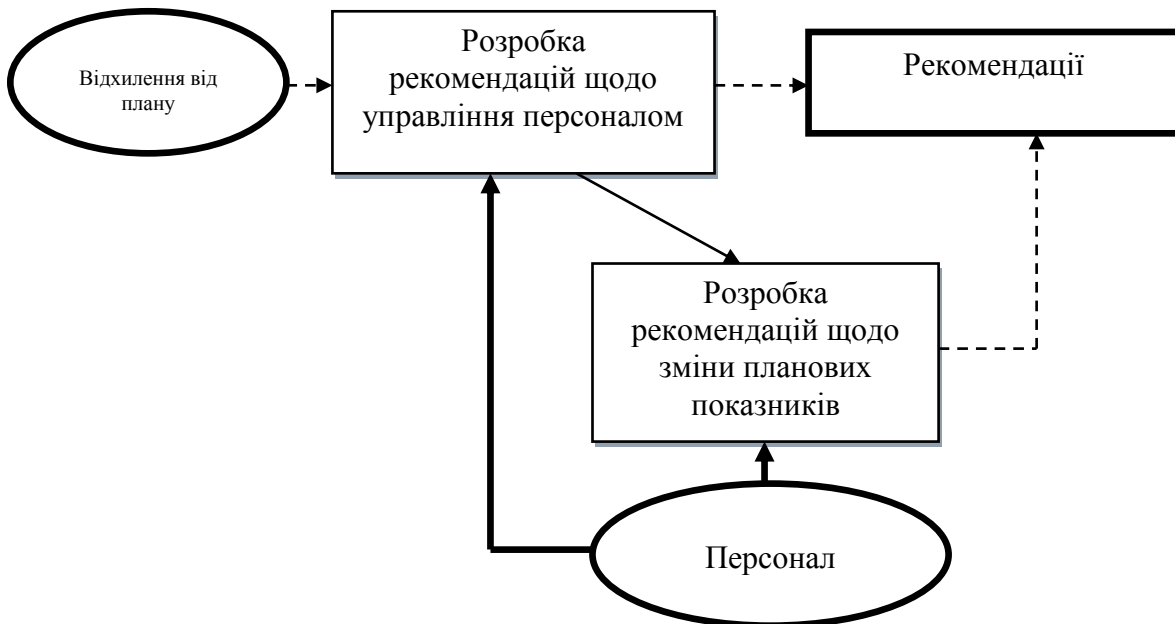 Відхилення від
плану
Розробка
рекомендацій щодо
управління персоналом
Рекомендації
Розробка
рекомендацій щодо
зміни планових
показників
Персонал